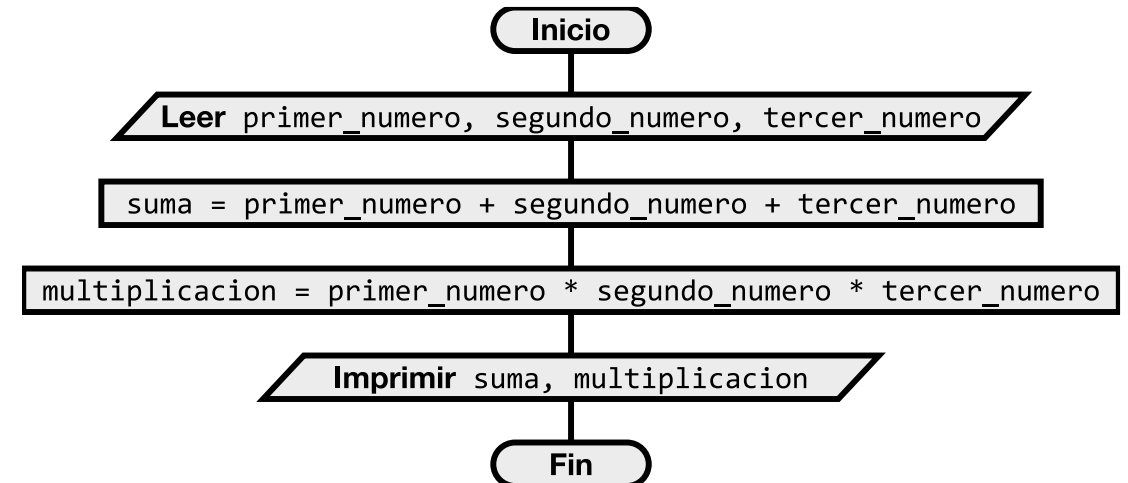 Inicio
Leer primer_numero, segundo_numero, tercer_numero
suma = primer_numero + segundo_numero + tercer_numero
multiplicacion = primer_numero * segundo_numero * tercer_numero
Imprimir suma, multiplicacion
Fin